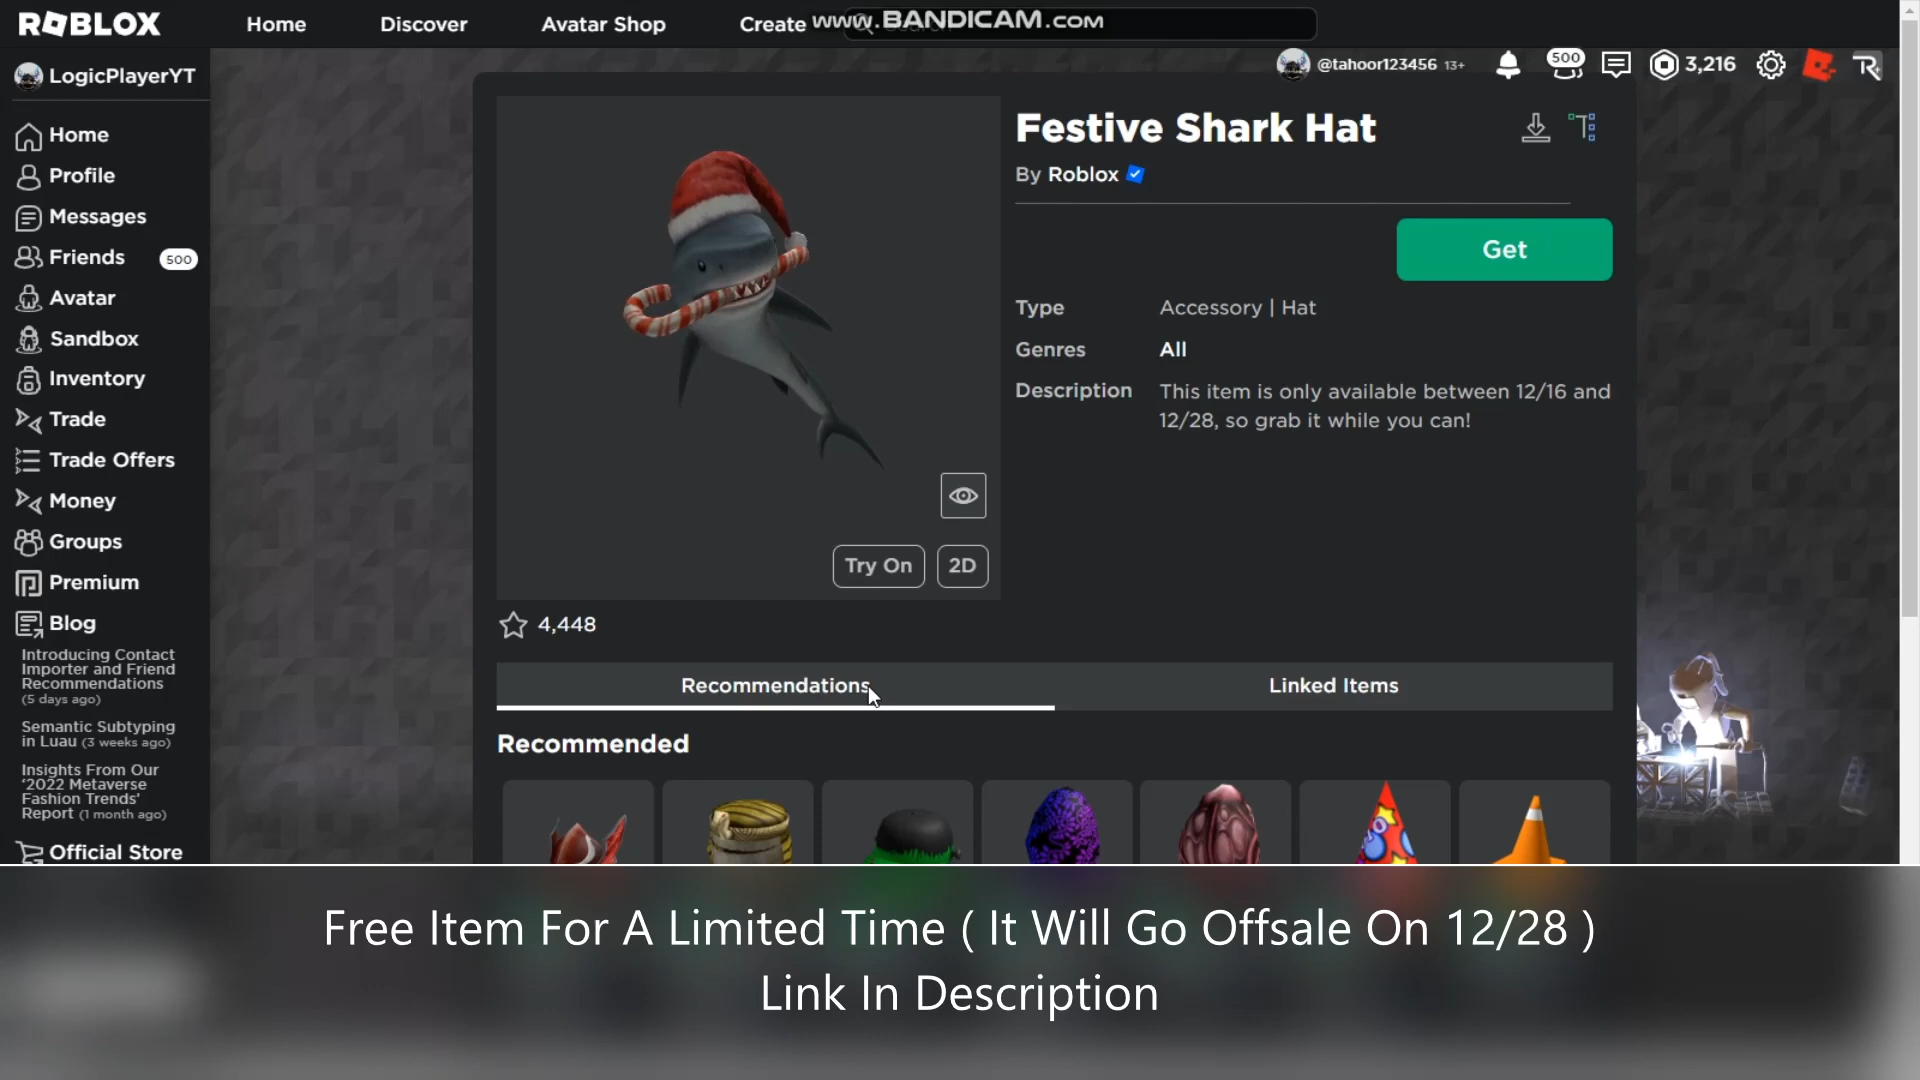 ROBLOX
Home
Discover
Avatar Shop
Create
www.BANDICAM.com
LogicPlayerYT
@tahoor123456 13+
500
3,216
Home
Profile
Messages
Friends
500
Avatar
Sandbox
Inventory
Trade
Trade Offers
Money
Groups
Premium
Blog
Introducing Contact
Importer and Friend
Recommendations
(5 days ago)
Semantic Subtyping
in Luau (3 weeks ago)
Insights From Our
‘2022 Metaverse
Fashion Trends’
Report (1 month ago)
Official Store
Festive Shark Hat
By Roblox
Get
Type Accessory | Hat
Genres All
Description This item is only available between 12/16 and
12/28, so grab it while you can!
Try On
2D
4,448
Recommendations
Linked Items
Recommended
Free Item For A Limited Time ( It Will Go Offsale On 12/28 )
Link In Description